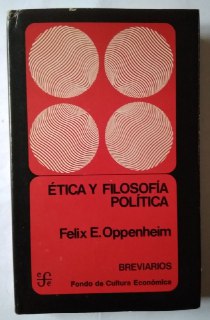 ÉTICA Y FILOSOFÍA
POLÍTICA
Felix E. Oppenheim
BREVIARIOS
Fondo de Cultura Económica